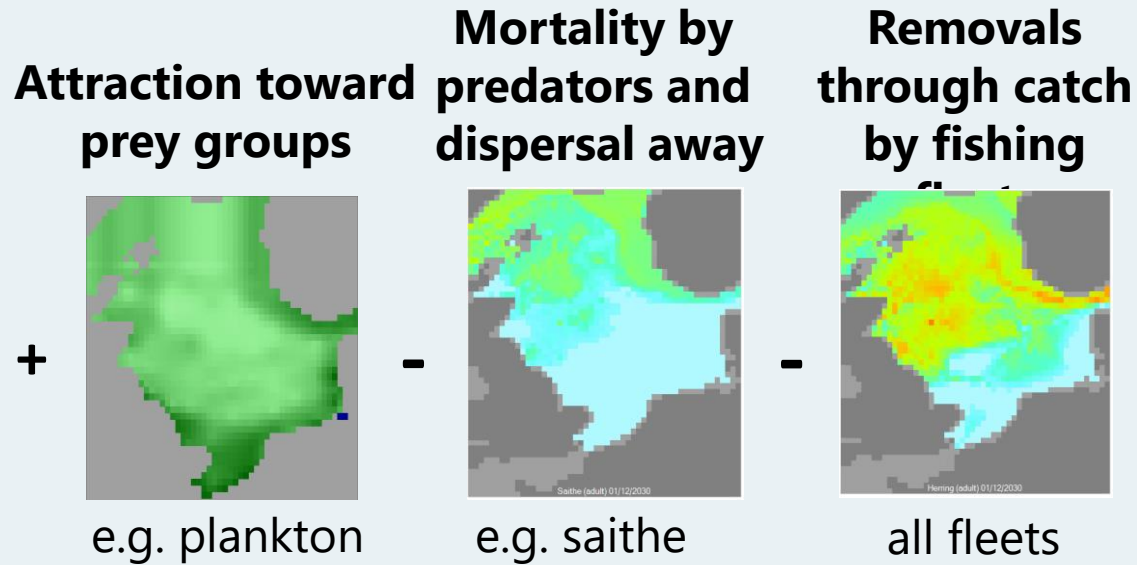 Attraction toward
prey groups
Mortality by
predators and
dispersal away
Removals
through catch
by fishing
+
-
-
Saithe (adult) 01/12/2030
Herring (adult) 01/12/2030
e.g. plankton
e.g. saithe
all fleets